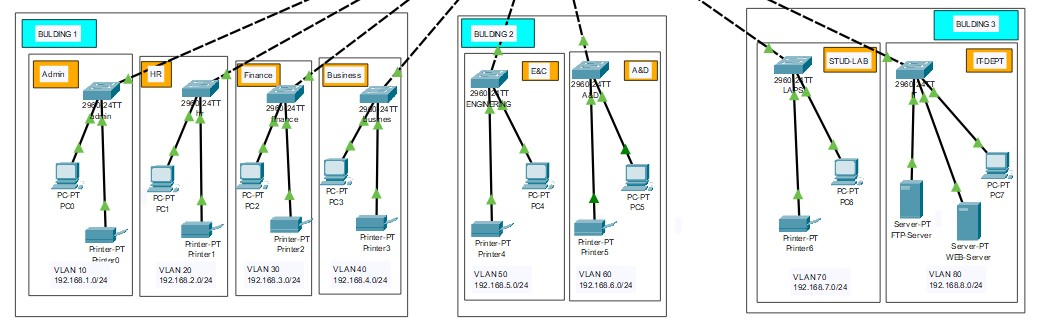 BULDING 1
Admin
2960-24TT
admin
PC-PT
PC0
Printer-PT
Printer0
VLAN 10
192.168.1.0/24
HR
2960-24TT
hr
PC-PT
PC1
Printer-PT
Printer1
VLAN 20
192.168.2.0/24
Finance
2960-24TT
finance
PC-PT
PC2
Printer-PT
Printer2
VLAN 30
192.168.3.0/24
Business
2960-24TT
PC-PT
PC3
Printer-PT
Printer3
VLAN 40
192.168.4.0/24
BULDING 2
E&C
2960-24TT
PC-PT
PC4
Printer-PT
Printer4
VLAN 50
192.168.5.0/24
A&D
2960-24TT
A&D
PC-PT
PC5
Printer-PT
Printer5
VLAN 60
192.168.6.0/24
BULDING 3
STUD-LAB
2960-24TT
PC-PT
PC6
Printer-PT
Printer6
VLAN 70
192.168.7.0/24
IT-DEPT
2960-24TT
PC-PT
PC7
Server-PT
FTP-Server
Server-PT
WEB-Server
VLAN 80
192.168.8.0/24